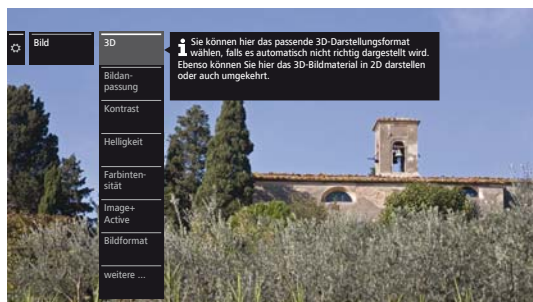 Bild
3D
Sie können hier das passende 3D-Darstellungsformat
wählen, falls es automatisch nicht richtig dargestellt wird.
Ebenso können Sie hier das 3D-Bildmaterial in 2D darstellen
oder auch umgekehrt.
Bildan-
passung
Kontrast
Helligkeit
Farbinten-
sität
Image+
Active
Bildformat
weitere ...